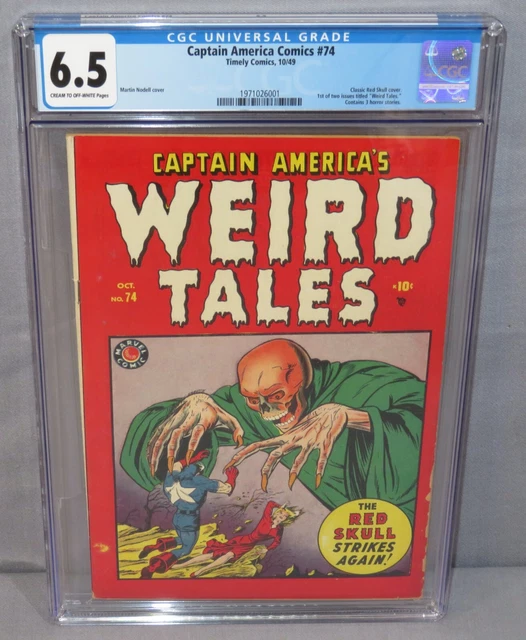 CGC UNIVERSAL GRADE
Captain America Comics #74
Timely Comics, 10/49
6.5
CREAM TO OFF-WHITE Pages
Martin Nodell cover
1971026001
Classic Red Skull cover.
1st of two issues titled "Weird Tales."
Contains 3 horror stories.
CGC
CAPTAIN AMERICA'S
WEIRD
TALES
OCT.
NO. 74
10¢
MARVEL
COMIC
THE
RED
SKULL
STRIKES
AGAIN!